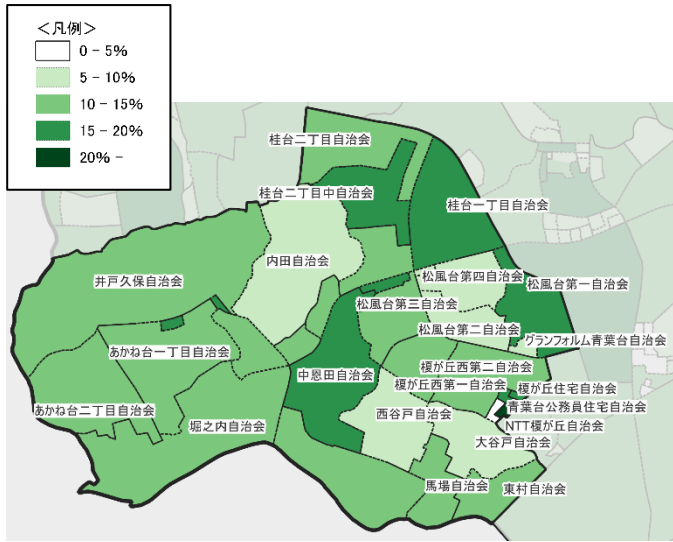 <凡例>
0 - 5%
5 - 10%
10 - 15%
15 - 20%
20% -
桂台二丁目自治会
桂台二丁目中自治会
桂台一丁目自治会
内田自治会
井戸久保自治会
松風台第四自治会
松風台第一自治会
松風台第三自治会
松風台第二自治会
グランフォルム青葉台自治会
あかね台一丁目自治会
榎が丘西第二自治会
中恩田自治会
榎が丘西第一自治会
榎が丘住宅自治会
あかね台二丁目自治会
西谷戸自治会
青葉台公務員住宅自治会
堀之内自治会
NTT榎が丘自治会
大谷戸自治会
馬場自治会
東村自治会